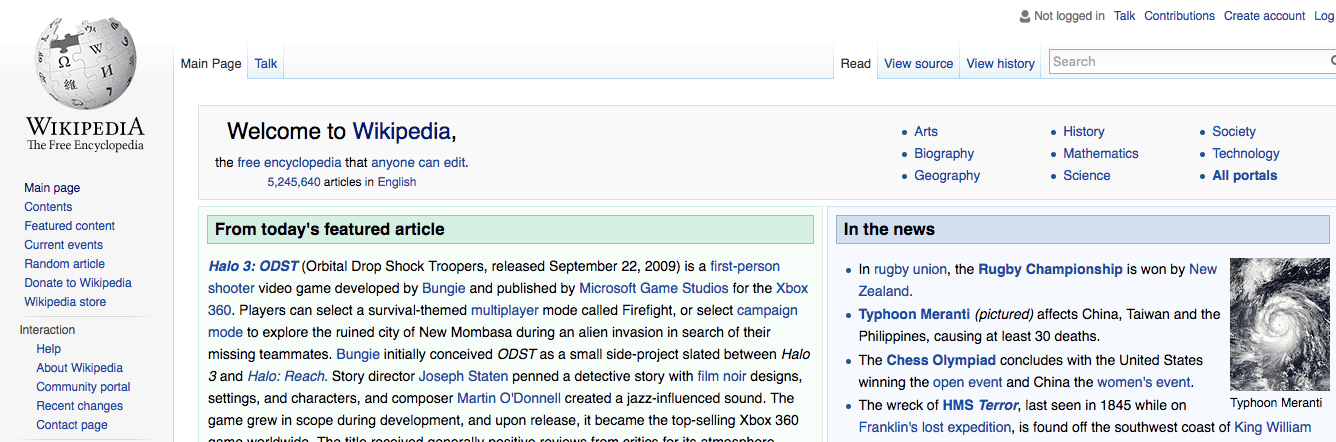 Not logged in Talk Contributions Create account Log
Main Page Talk Read View source View history Search
WIKIPEDIA
The Free Encyclopedia
Main page
Contents
Featured content
Current events
Random article
Donate to Wikipedia
Wikipedia store
Interaction
Help
About Wikipedia
Community portal
Recent changes
Contact page
Welcome to Wikipedia,
the free encyclopedia that anyone can edit.
5,245,640 articles in English
Arts
Biography
Geography
History
Mathematics
Science
Society
Technology
All portals
From today's featured article
Halo 3: ODST (Orbital Drop Shock Troopers, released September 22, 2009) is a first-person
shooter video game developed by Bungie and published by Microsoft Game Studios for the Xbox
360. Players can select a survival-themed multiplayer mode called Firefight, or select campaign
mode to explore the ruined city of New Mombasa during an alien invasion in search of their
missing teammates. Bungie initially conceived ODST as a small side-project slated between Halo
3 and Halo: Reach. Story director Joseph Staten penned a detective story with film noir designs,
settings, and characters, and composer Martin O'Donnell created a jazz-influenced sound. The
game grew in scope during development, and upon release, it became the top-selling Xbox 360
game worldwide. The title received generally positive reviews from critics for its atmosphere,
In the news
In rugby union, the Rugby Championship is won by New
Zealand.
Typhoon Meranti (pictured) affects China, Taiwan and the
Philippines, causing at least 30 deaths.
The Chess Olympiad concludes with the United States
winning the open event and China the women's event.
The wreck of HMS Terror, last seen in 1845 while on
Franklin's lost expedition, is found off the southwest coast of King William
Typhoon Meranti